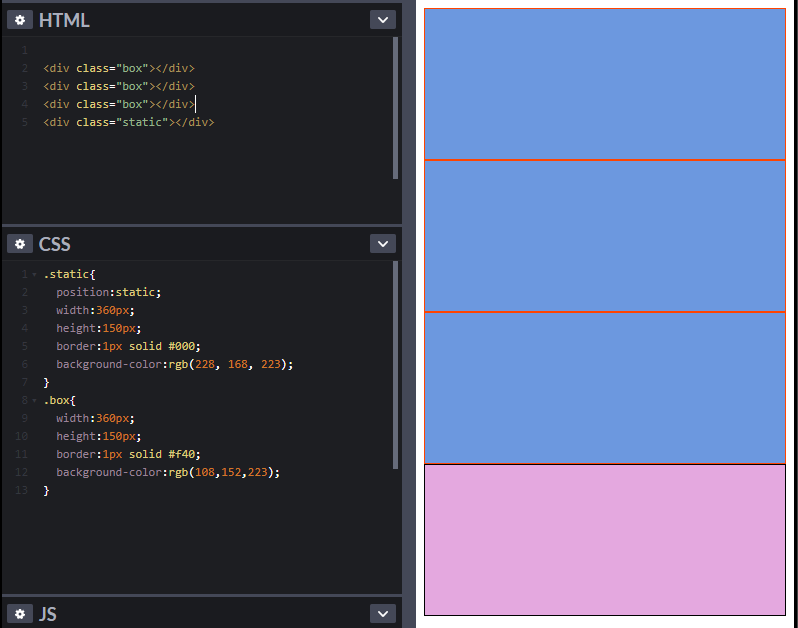 HTML
1
2 <div class="box"></div>
3 <div class="box"></div>
4 <div class="box"></div>
5 <div class="static"></div>
CSS
1 .static{
2 position:static;
3 width:360px;
4 height:150px;
5 border:1px solid #000;
6 background-color:rgb(228, 168, 223);
7 }
8 .box{
9 width:360px;
10 height:150px;
11 border:1px solid #f40;
12 background-color:rgb(108,152,223);
13 }
JS